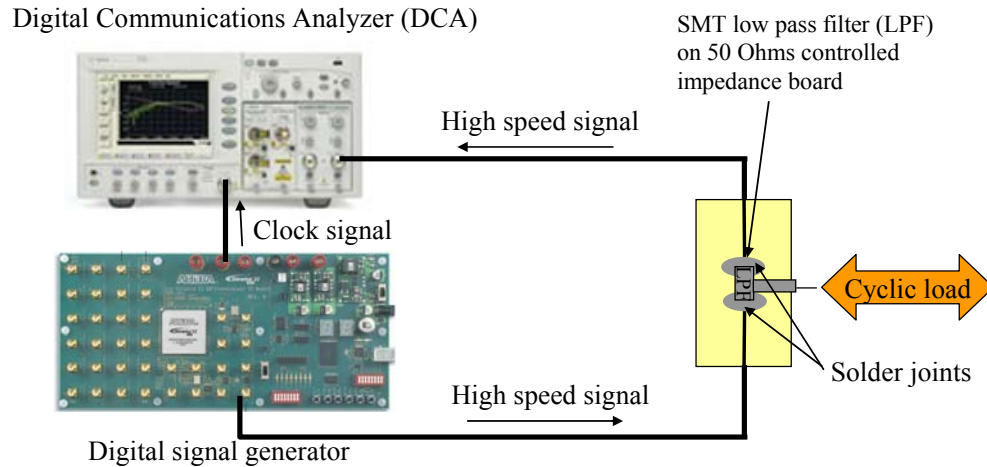 Digital Communications Analyzer (DCA)
SMT low pass filter (LPF)
on 50 Ohms controlled
impedance board
High speed signal
Clock signal
LPF
Cyclic load
Solder joints
High speed signal
Digital signal generator